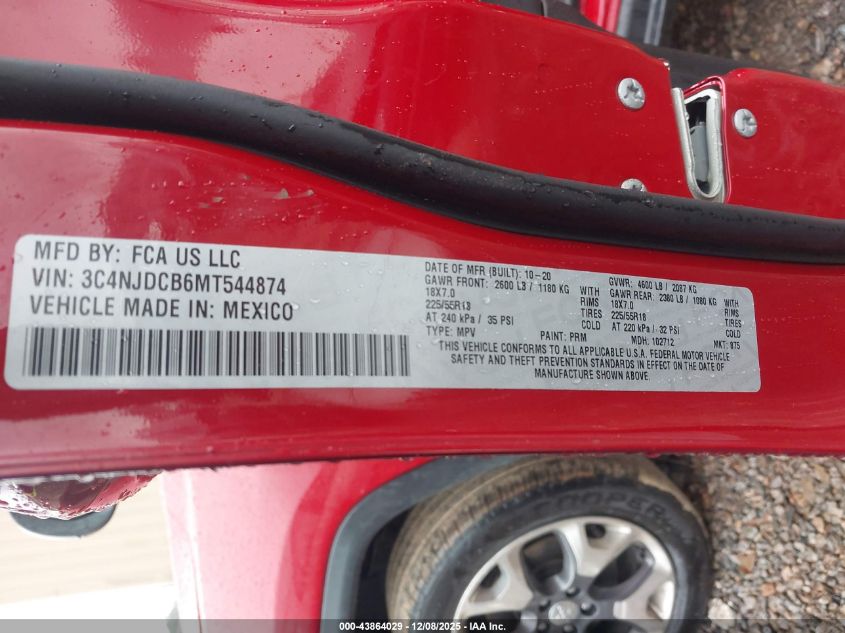 MFD BY: FCA US LLC
VIN: 3C4NJDCB6MT544874
VEHICLE MADE IN: MEXICO
DATE OF MFR (BUILT): 10-20
GAWR FRONT: 2600 LB / 1180 KG WITH
18X7.0 RIMS
225/55R18 TIRES
AT 240 kPa / 35 PSI COLD
TYPE: MPV
GVWR: 4600 LB / 2087 KG
GAWR REAR: 2380 LB / 1080 KG WITH
18X7.0 RIMS
225/55R18 TIRES
AT 220 kPa / 32 PSI COLD
PAINT: PRM MDH: 102712 MKT: 875
THIS VEHICLE CONFORMS TO ALL APPLICABLE U.S.A. FEDERAL MOTOR VEHICLE
SAFETY AND THEFT PREVENTION STANDARDS IN EFFECT ON THE DATE OF
MANUFACTURE SHOWN ABOVE.
COOPER
000-43864029 - 12/08/2025 - IAA Inc.